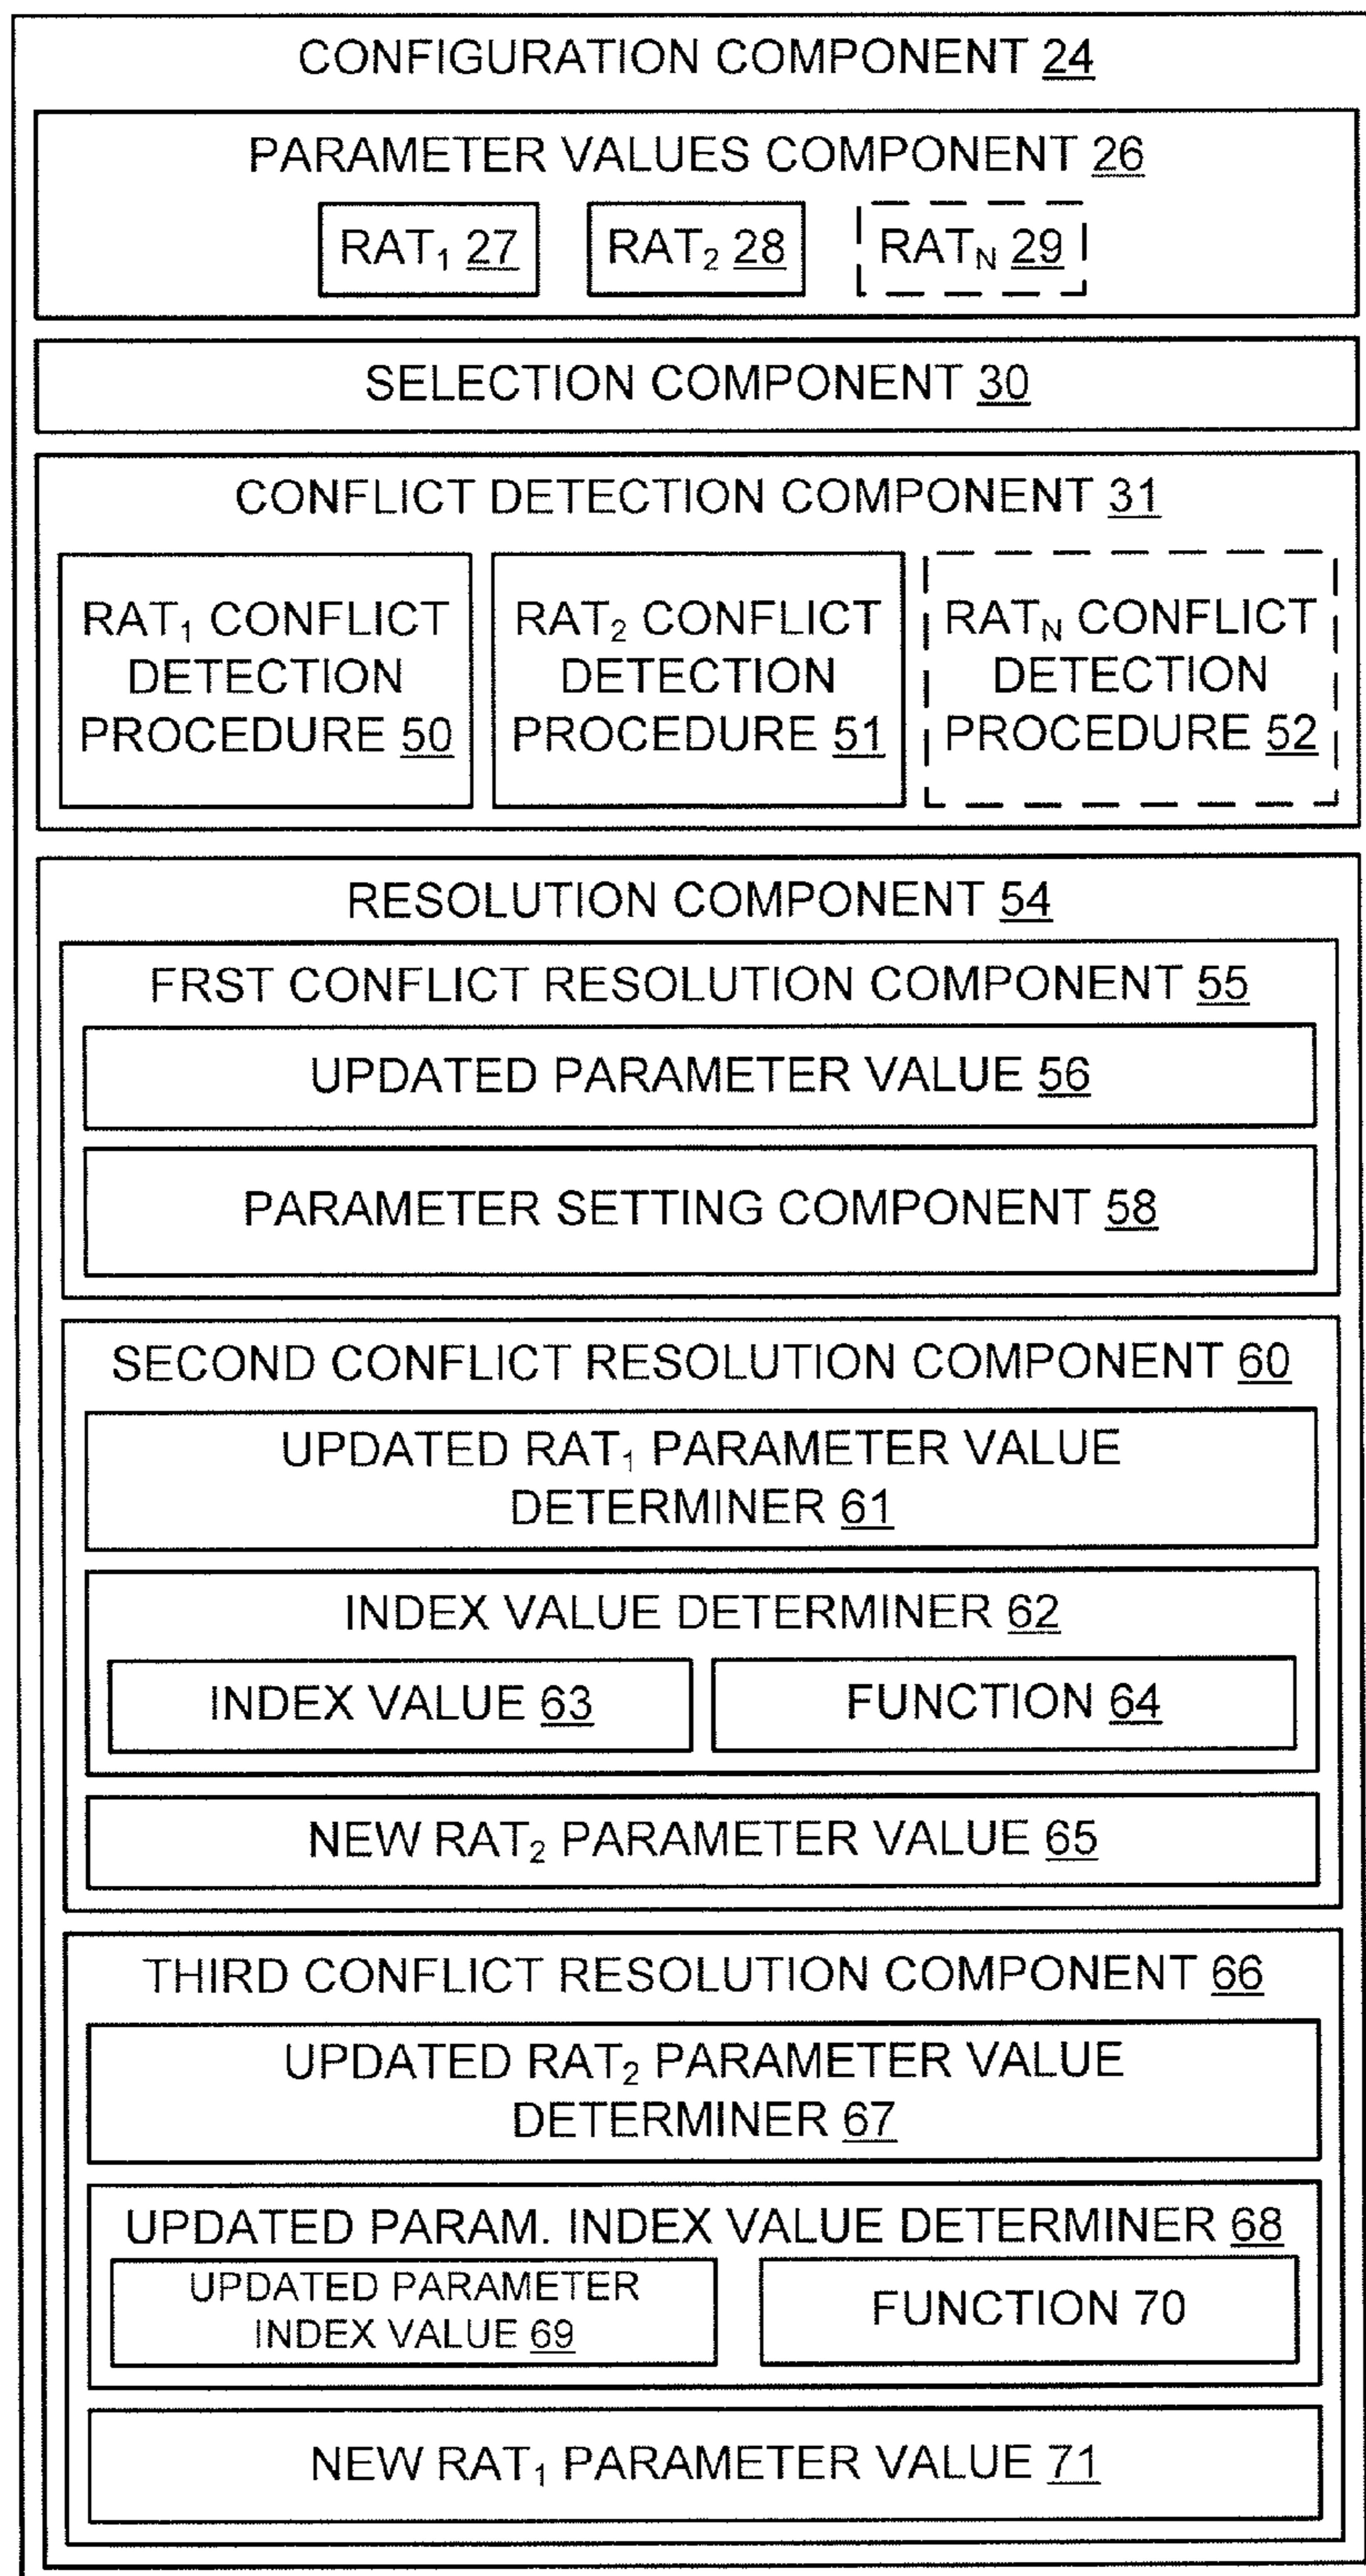 CONFIGURATION COMPONENT 24
PARAMETER VALUES COMPONENT 26
RAT₁ 27 RAT₂ 28 RAT_N 29
SELECTION COMPONENT 30
CONFLICT DETECTION COMPONENT 31
RAT₁ CONFLICT
DETECTION
PROCEDURE 50
RAT₂ CONFLICT
DETECTION
PROCEDURE 51
RAT_N CONFLICT
DETECTION
PROCEDURE 52
RESOLUTION COMPONENT 54
FRST CONFLICT RESOLUTION COMPONENT 55
UPDATED PARAMETER VALUE 56
PARAMETER SETTING COMPONENT 58
SECOND CONFLICT RESOLUTION COMPONENT 60
UPDATED RAT₁ PARAMETER VALUE
DETERMINER 61
INDEX VALUE DETERMINER 62
INDEX VALUE 63 FUNCTION 64
NEW RAT₂ PARAMETER VALUE 65
THIRD CONFLICT RESOLUTION COMPONENT 66
UPDATED RAT₂ PARAMETER VALUE
DETERMINER 67
UPDATED PARAM. INDEX VALUE DETERMINER 68
UPDATED PARAMETER
INDEX VALUE 69
FUNCTION 70
NEW RAT₁ PARAMETER VALUE 71